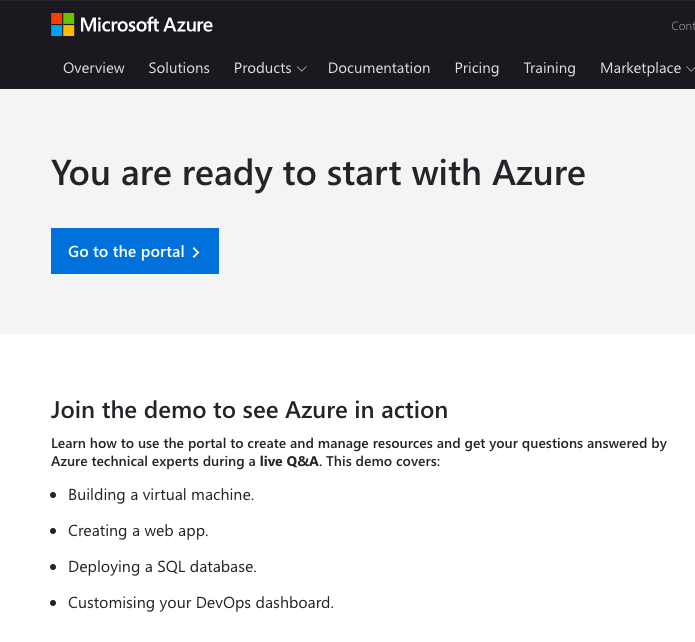 Microsoft Azure
Cont
Overview Solutions Products Documentation Pricing Training Marketplace
You are ready to start with Azure
Go to the portal
Join the demo to see Azure in action
Learn how to use the portal to create and manage resources and get your questions answered by
Azure technical experts during a live Q&A. This demo covers:
Building a virtual machine.
Creating a web app.
Deploying a SQL database.
Customising your DevOps dashboard.